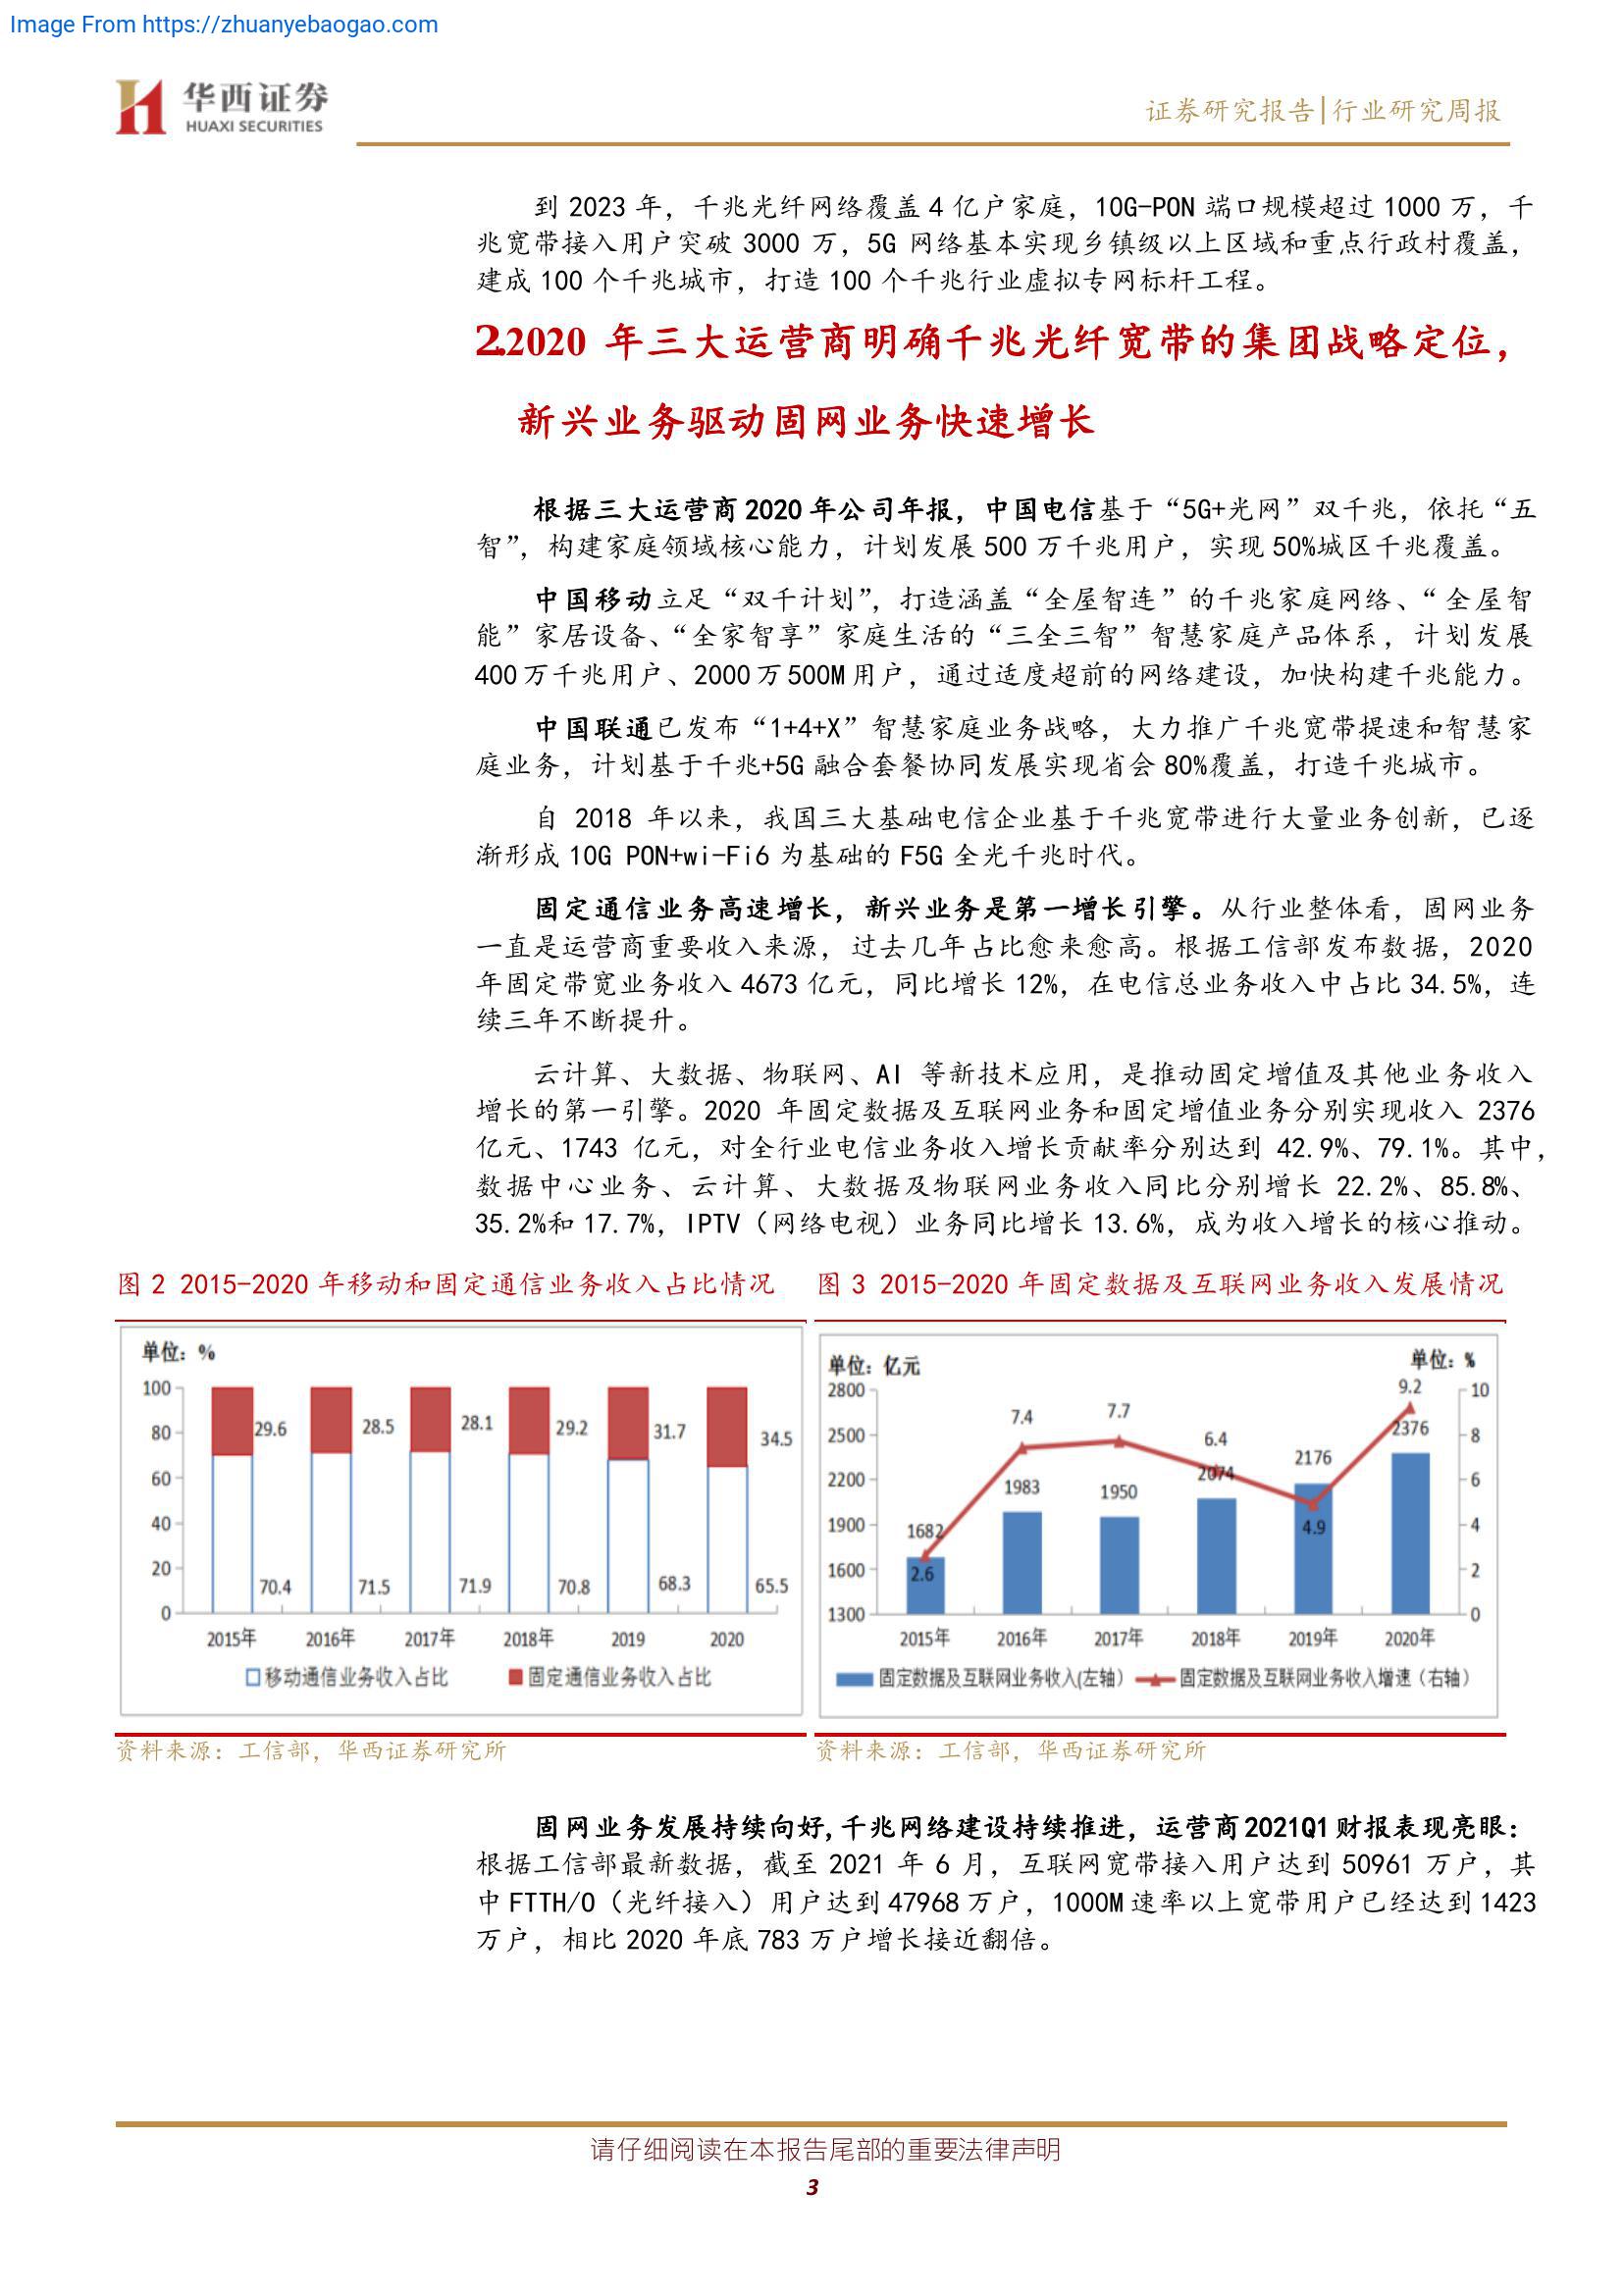 Image From https://zhuanyebaogao.com
华西证券
HUAXI SECURITIES
证券研究报告|行业研究周报
到 2023 年，千兆光纤网络覆盖 4 亿户家庭，10G-PON 端口规模超过 1000 万，千
兆宽带接入用户突破 3000 万，5G 网络基本实现乡镇级以上区域和重点行政村覆盖，
建成 100 个千兆城市，打造 100 个千兆行业虚拟专网标杆工程。
2.2020 年三大运营商明确千兆光纤宽带的集团战略定位，
新兴业务驱动固网业务快速增长
根据三大运营商 2020 年公司年报，中国电信基于“5G+光网”双千兆，依托“五
智”，构建家庭领域核心能力，计划发展 500 万千兆用户，实现 50%城区千兆覆盖。
中国移动立足“双千计划”，打造涵盖“全屋智连”的千兆家庭网络、“全屋智
能”家居设备、“全家智享”家庭生活的“三全三智”智慧家庭产品体系，计划发展
400 万千兆用户、2000 万 500M 用户，通过适度超前的网络建设，加快构建千兆能力。
中国联通已发布“1+4+X”智慧家庭业务战略，大力推广千兆宽带提速和智慧家
庭业务，计划基于千兆+5G 融合套餐协同发展实现省会 80%覆盖，打造千兆城市。
自 2018 年以来，我国三大基础电信企业基于千兆宽带进行大量业务创新，已逐
渐形成 10G PON+wi-Fi6 为基础的 F5G 全光千兆时代。
固定通信业务高速增长，新兴业务是第一增长引擎。从行业整体看，固网业务
一直是运营商重要收入来源，过去几年占比愈来愈高。根据工信部发布数据，2020
年固定带宽业务收入 4673 亿元，同比增长 12%，在电信总业务收入中占比 34.5%，连
续三年不断提升。
云计算、大数据、物联网、AI 等新技术应用，是推动固定增值及其他业务收入
增长的第一引擎。2020 年固定数据及互联网业务和固定增值业务分别实现收入 2376
亿元、1743 亿元，对全行业电信业务收入增长贡献率分别达到 42.9%、79.1%。其中，
数据中心业务、云计算、大数据及物联网业务收入同比分别增长 22.2%、85.8%、
35.2%和 17.7%，IPTV（网络电视）业务同比增长 13.6%，成为收入增长的核心推动。
图 2 2015-2020 年移动和固定通信业务收入占比情况
单位：%
100
80
60
40
20
0
29.6
28.5
28.1
29.2
31.7
34.5
70.4
71.5
71.9
70.8
68.3
65.5
2015年
2016年
2017年
2018年
2019
2020
移动通信业务收入占比
固定通信业务收入占比
资料来源：工信部，华西证券研究所
图 3 2015-2020 年固定数据及互联网业务收入发展情况
单位：亿元
单位：%
2800
2500
2200
1900
1600
1300
10
8
6
4
2
0
1682
1983
1950
2074
2176
2376
2.6
7.4
7.7
6.4
4.9
9.2
2015年
2016年
2017年
2018年
2019年
2020年
固定数据及互联网业务收入(左轴）
固定数据及互联网业务收入增速（右轴）
资料来源：工信部，华西证券研究所
固网业务发展持续向好,千兆网络建设持续推进，运营商 2021Q1 财报表现亮眼：
根据工信部最新数据，截至 2021 年 6 月，互联网宽带接入用户达到 50961 万户，其
中 FTTH/O（光纤接入）用户达到 47968 万户，1000M 速率以上宽带用户已经达到 1423
万户，相比 2020 年底 783 万户增长接近翻倍。
请仔细阅读在本报告尾部的重要法律声明
3